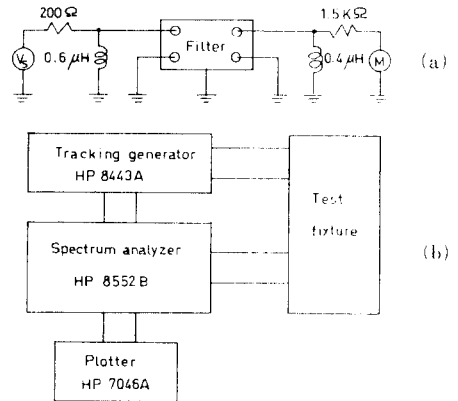 200 Ω
1.5 KΩ
Filter
Vs
0.6 μH
0.4 μH
M
(a)
Tracking generator
HP 8443A
Test
fixture
Spectrum analyzer
HP 8552 B
(b)
Plotter
HP 7046A